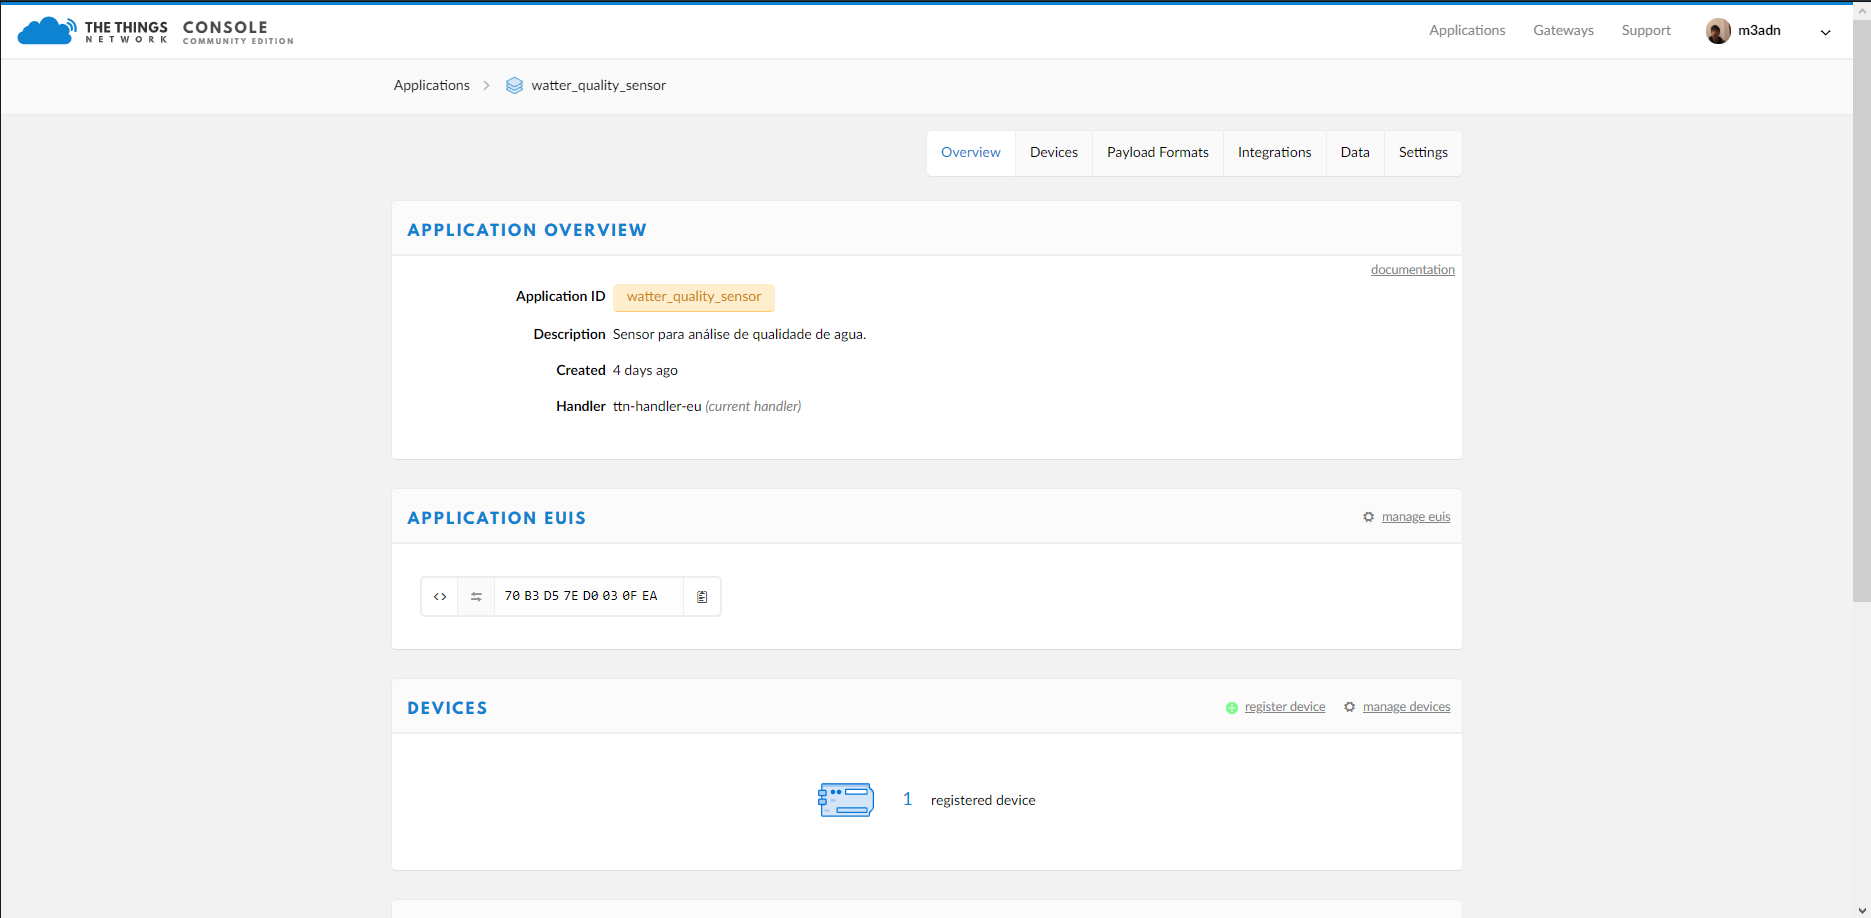 THE THINGS NETWORK CONSOLE COMMUNITY EDITION
Applications Gateways Support m3adn
Applications > watter_quality_sensor
Overview Devices Payload Formats Integrations Data Settings
APPLICATION OVERVIEW
documentation
Application ID watter_quality_sensor
Description Sensor para análise de qualidade de agua.
Created 4 days ago
Handler ttn-handler-eu (current handler)
APPLICATION EUIS
manage euis
<> 70 B3 D5 7E D0 03 0F EA
DEVICES
register device manage devices
1 registered device